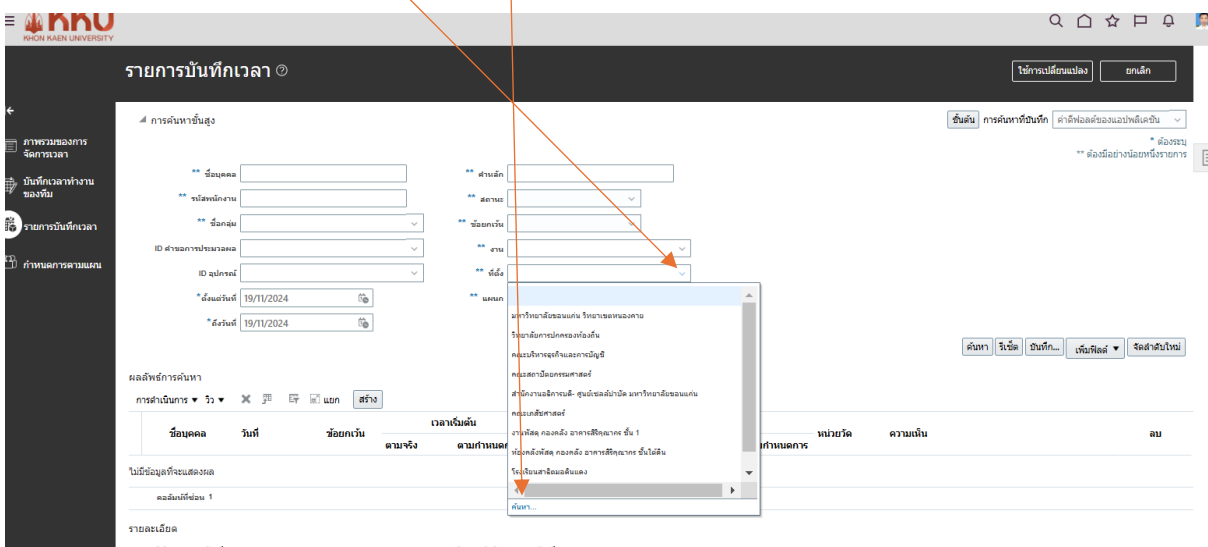 KKU
KHON KAEN UNIVERSITY
รายการบันทึกเวลา
ใช้การเปลี่ยนแปลง
ยกเลิก
ภาพรวมของการ
จัดการเวลา
บันทึกเวลาทำงาน
ของทีม
รายการบันทึกเวลา
กำหนดการตามแผน
การค้นหาขั้นสูง
ขั้นต้น การค้นหาที่บันทึก ค่าดีฟอลต์ของแอปพลิเคชัน
* ต้องระบุ
** ต้องมีอย่างน้อยหนึ่งรายการ
** ชื่อบุคคล
** รหัสพนักงาน
** ชื่อกลุ่ม
ID คำขอการประมวลผล
ID อุปกรณ์
* ตั้งแต่วันที่ 19/11/2024
* ถึงวันที่ 19/11/2024
** ค่าหลัก
** สถานะ
** ข้อยกเว้น
** งาน
** ที่ตั้ง
** แผนก
มหาวิทยาลัยขอนแก่น วิทยาเขตหนองคาย
วิทยาลัยการปกครองท้องถิ่น
คณะบริหารธุรกิจและการบัญชี
คณะสถาปัตยกรรมศาสตร์
สำนักงานอธิการบดี- ศูนย์เซลล์บำบัด มหาวิทยาลัยขอนแก่น
คณะเภสัชศาสตร์
งานพัสดุ กองคลัง อาคารสิริคุณากร ชั้น 1
ห้องคลังพัสดุ กองคลัง อาคารสิริคุณากร ชั้นใต้ดิน
โรงเรียนสาธิตมอดินแดง
ค้นหา...
ค้นหา รีเซ็ต บันทึก... เพิ่มฟิลด์ จัดลำดับใหม่
ผลลัพธ์การค้นหา
การดำเนินการ วิว แยก สร้าง
เวลาเริ่มต้น
ชื่อบุคคล วันที่ ข้อยกเว้น หน่วยวัด ความเห็น ลบ
ตามจริง ตามกำหนดก
ไม่มีข้อมูลที่จะแสดงผล
คอลัมน์ที่ซ่อน 1
รายละเอียด